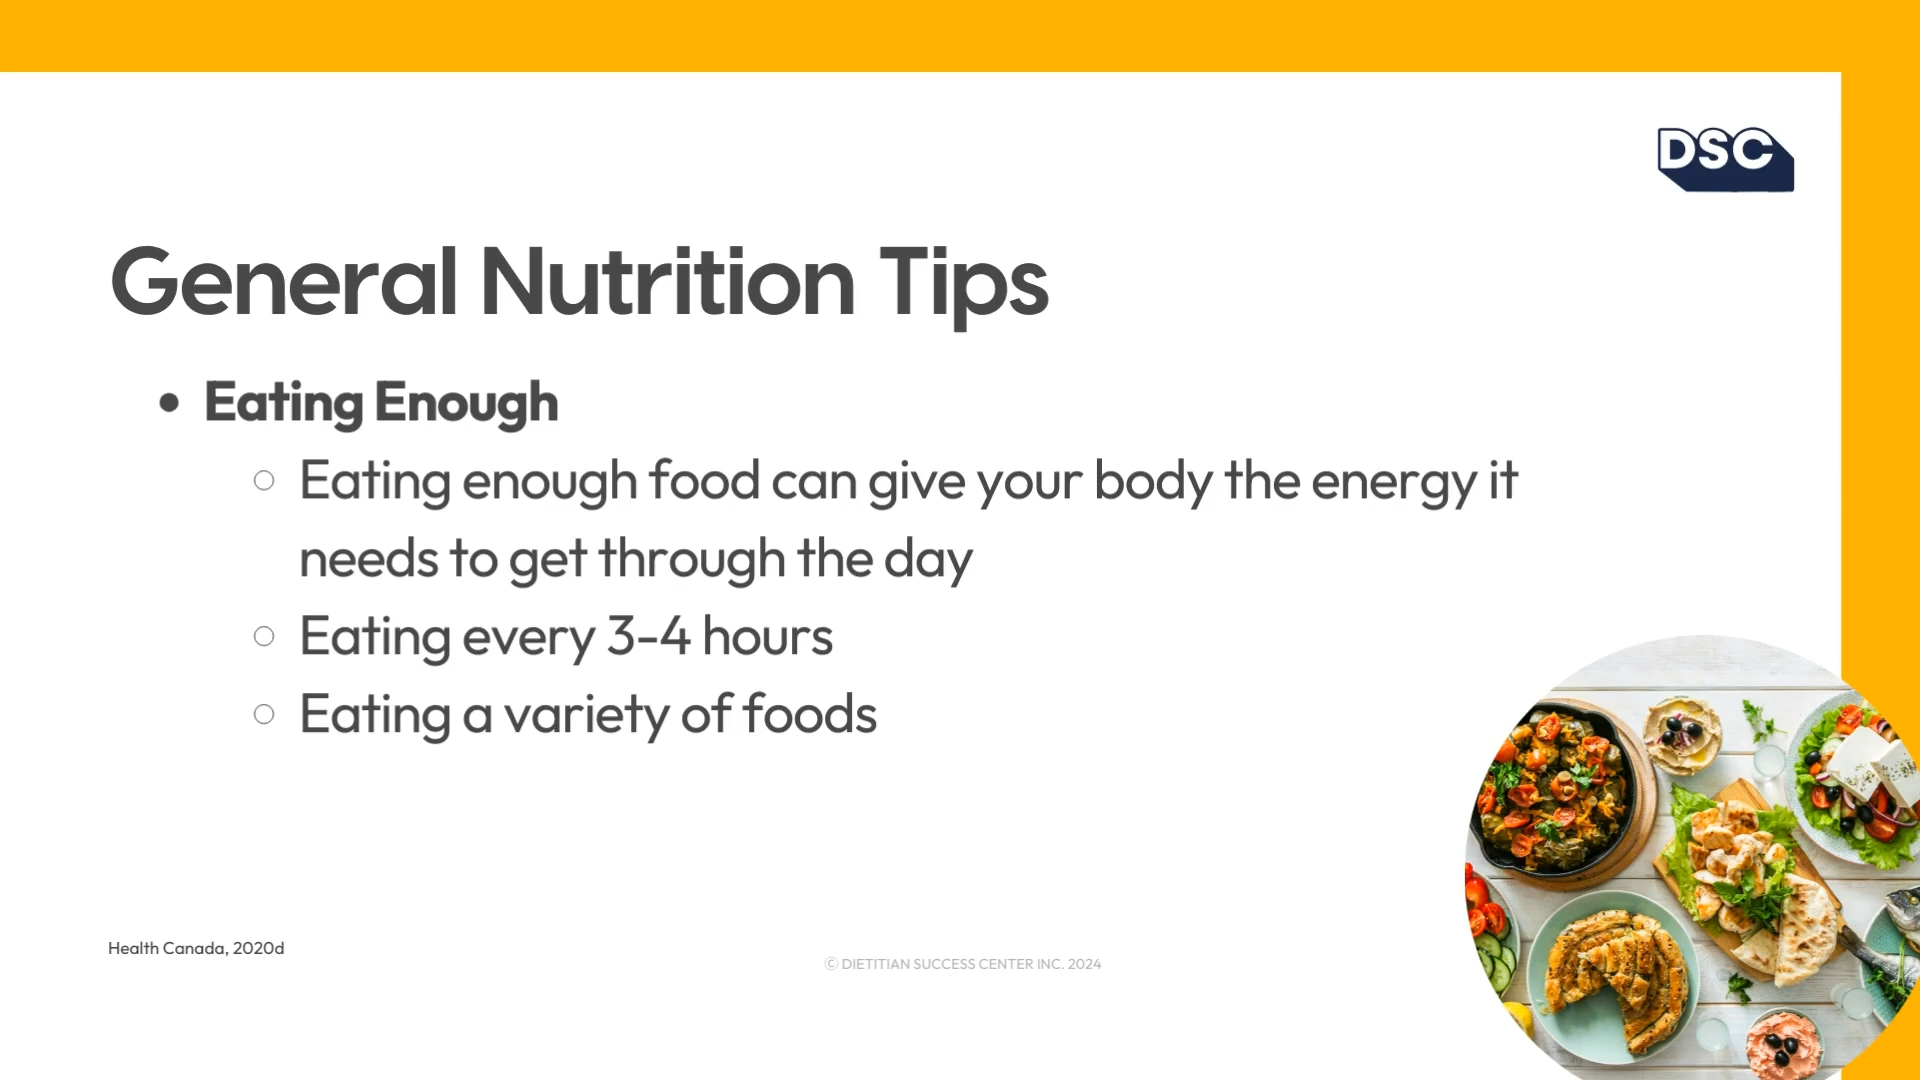 DSC
General Nutrition Tips
• Eating Enough
○ Eating enough food can give your body the energy it
needs to get through the day
○ Eating every 3-4 hours
○ Eating a variety of foods
Health Canada, 2020d
© DIETITIAN SUCCESS CENTER INC. 2024